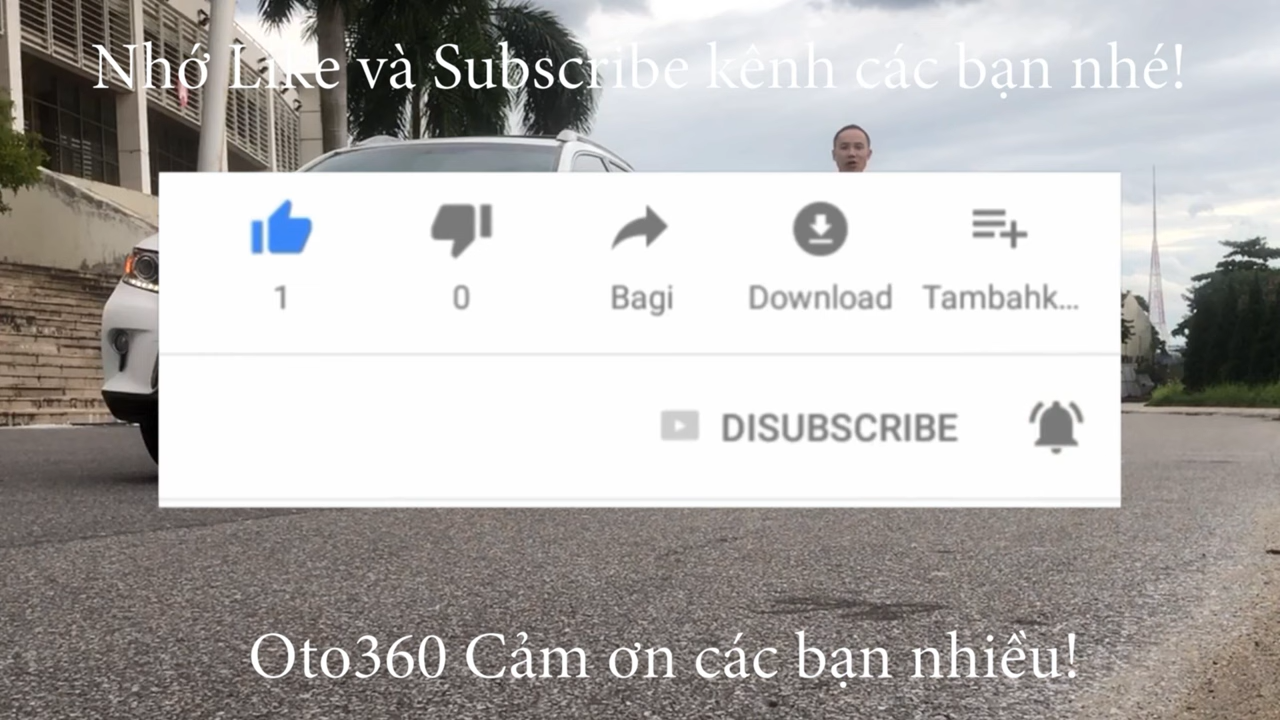 Nhớ Like và Subscribe kênh các bạn nhé!
1 0 Bagi Download Tambahk...
DISUBSCRIBE
Oto360 Cảm ơn các bạn nhiều!